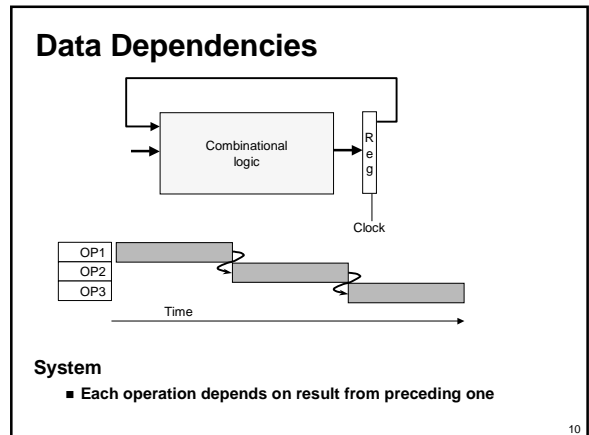 Data Dependencies
Combinational
logic
R
e
g
Clock
OP1
OP2
OP3
Time
System
■ Each operation depends on result from preceding one
10